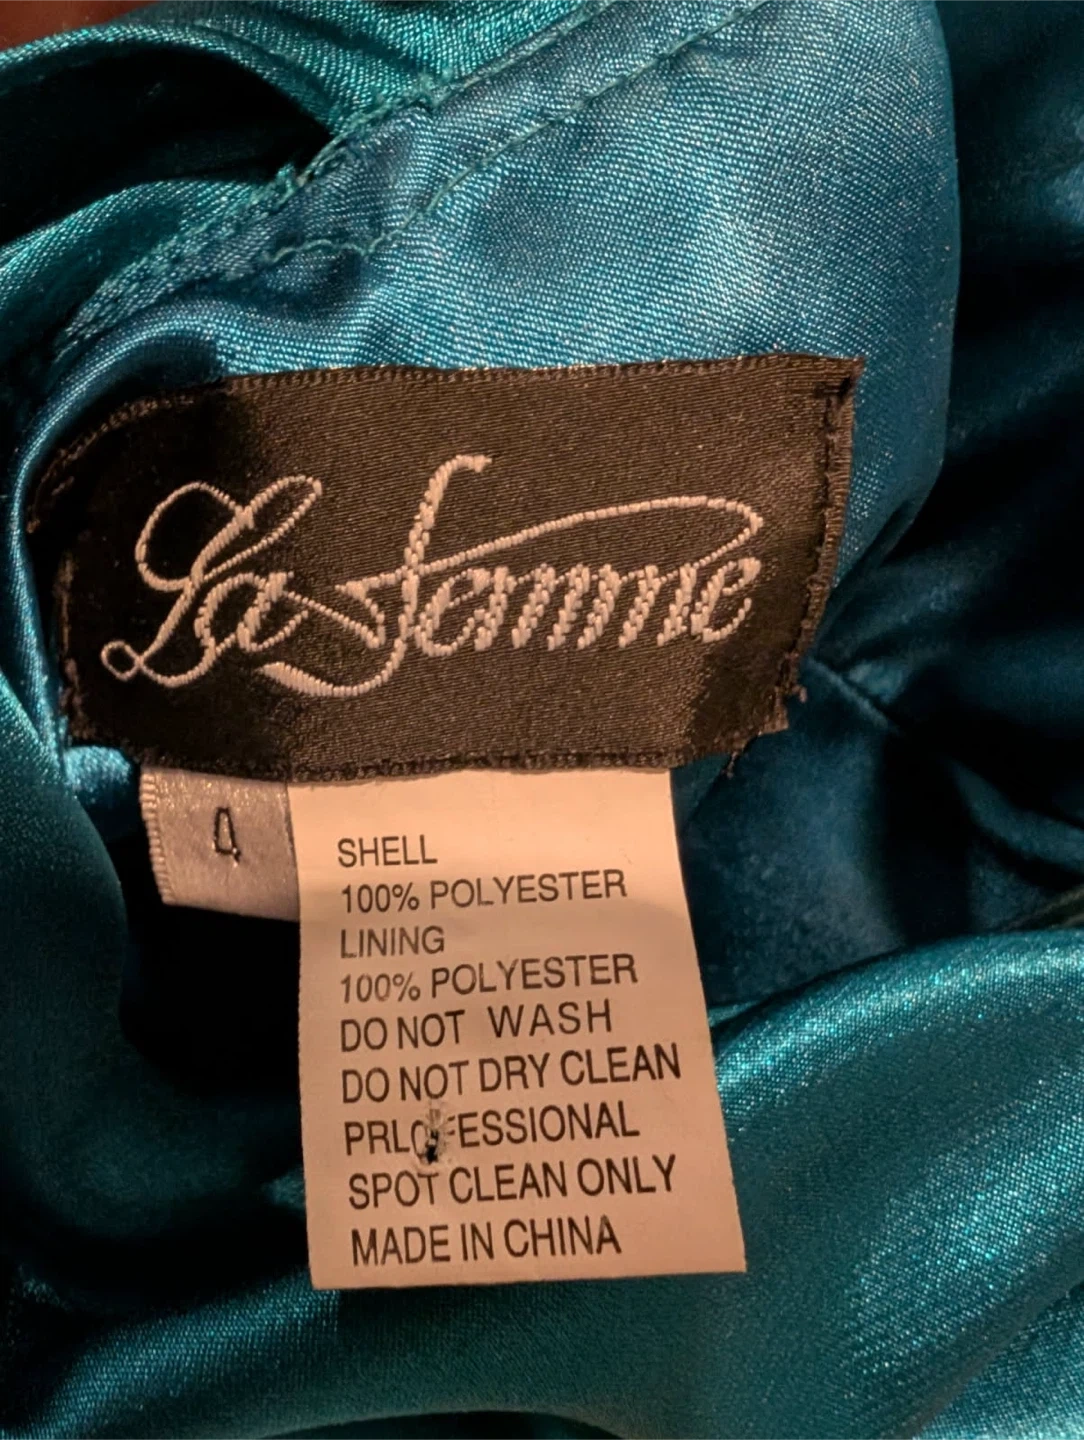 La Femme
4
SHELL
100% POLYESTER
LINING
100% POLYESTER
DO NOT WASH
DO NOT DRY CLEAN
PRLOFESSIONAL
SPOT CLEAN ONLY
MADE IN CHINA